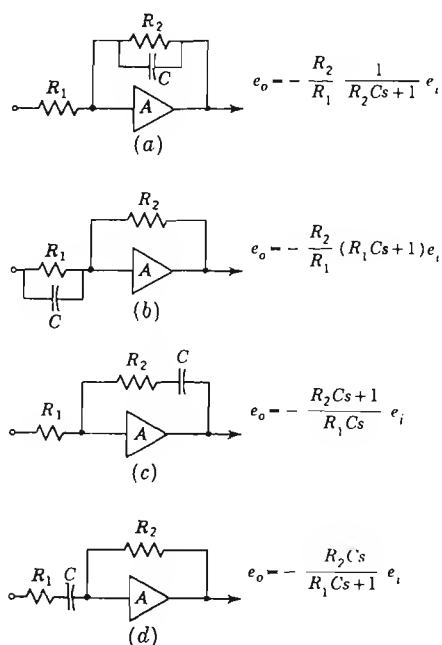 R₂
C
R₁
A
(a)
eₒ = − R₂/R₁ 1/(R₂Cs + 1) eᵢ
R₂
R₁
A
C
(b)
eₒ = − R₂/R₁ (R₁Cs + 1)eᵢ
R₂ C
R₁
A
(c)
eₒ = − (R₂Cs + 1)/(R₁Cs) eᵢ
R₂
R₁ C
A
(d)
eₒ = − R₂Cs/(R₁Cs + 1) eᵢ